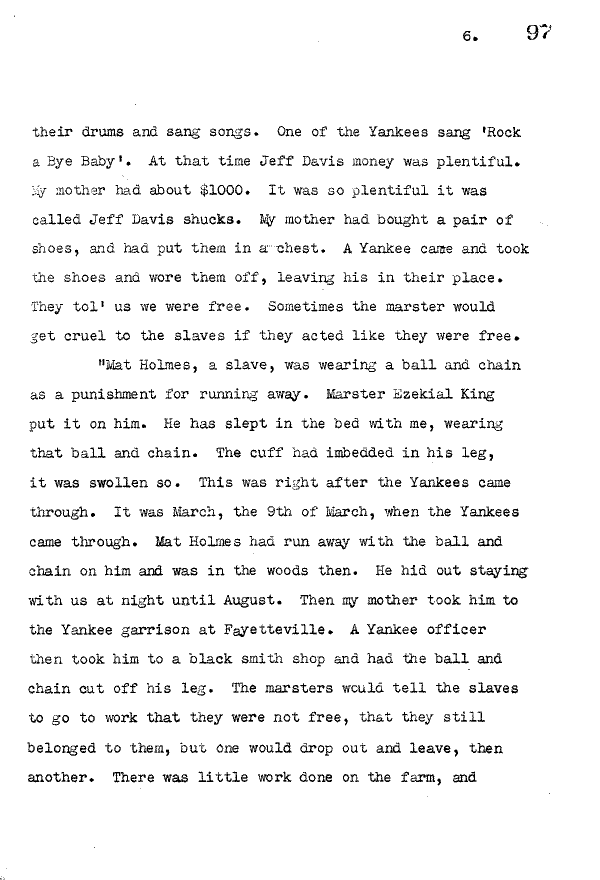 6. 97
their drums and sang songs. One of the Yankees sang 'Rock
a Bye Baby'. At that time Jeff Davis money was plentiful.
My mother had about $1000. It was so plentiful it was
called Jeff Davis shucks. My mother had bought a pair of
shoes, and had put them in a chest. A Yankee came and took
the shoes and wore them off, leaving his in their place.
They tol' us we were free. Sometimes the marster would
get cruel to the slaves if they acted like they were free.
"Mat Holmes, a slave, was wearing a ball and chain
as a punishment for running away. Marster Ezekial King
put it on him. He has slept in the bed with me, wearing
that ball and chain. The cuff had imbedded in his leg,
it was swollen so. This was right after the Yankees came
through. It was March, the 9th of March, when the Yankees
came through. Mat Holmes had run away with the ball and
chain on him and was in the woods then. He hid out staying
with us at night until August. Then my mother took him to
the Yankee garrison at Fayetteville. A Yankee officer
then took him to a black smith shop and had the ball and
chain cut off his leg. The marsters would tell the slaves
to go to work that they were not free, that they still
belonged to them, but one would drop out and leave, then
another. There was little work done on the farm, and